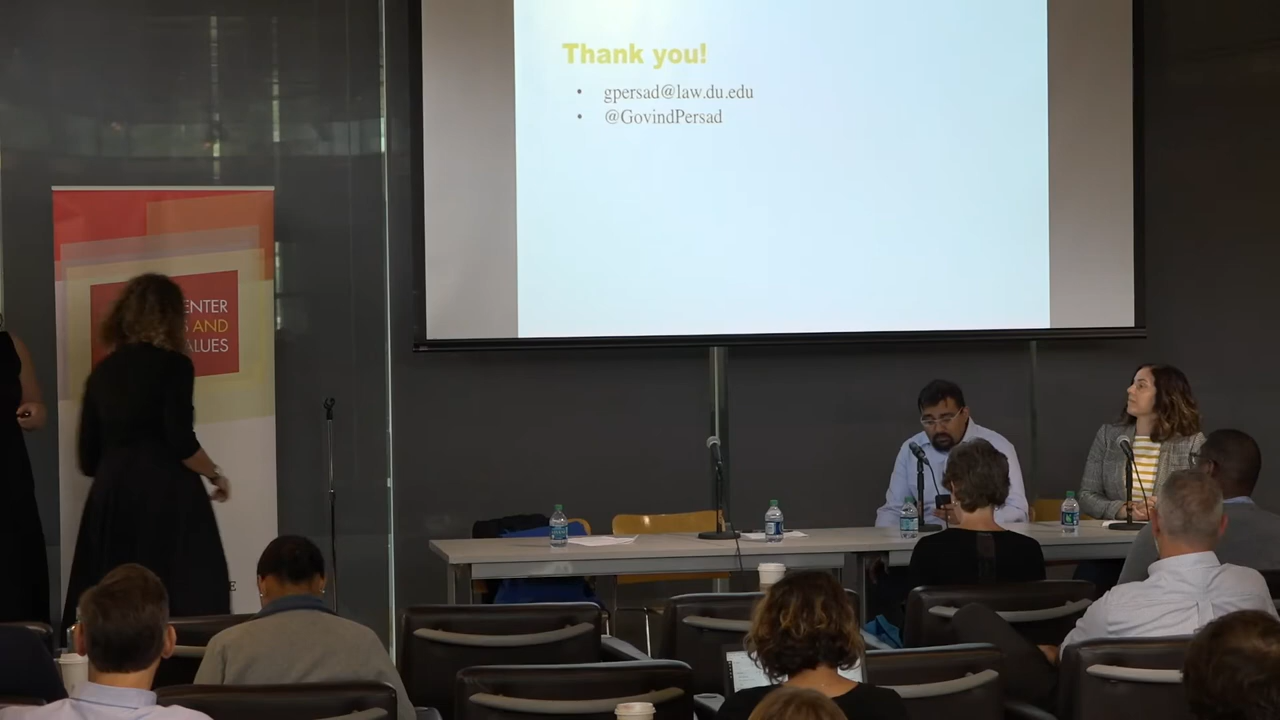 Thank you!
• gpersad@law.du.edu
• @GovindPersad
ENTER
AND
ALUES